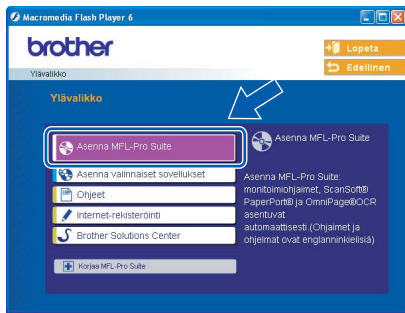 Macromedia Flash Player 6
brother
Lopeta
Ylävalikko
Edellinen
Ylävalikko
Asenna MFL-Pro Suite
Asenna valinnaiset sovellukset
Ohjeet
Internet-rekisteröinti
Brother Solutions Center
Korjaa MFL-Pro Suite
Asenna MFL-Pro Suite
Asenna MFL-Pro Suite:
monitoimiohjaimet, ScanSoft®
PaperPort® ja OmniPage®OCR
asentuvat
automaattisesti.(Ohjaimet ja
ohjelmat ovat englanninkielisiä)